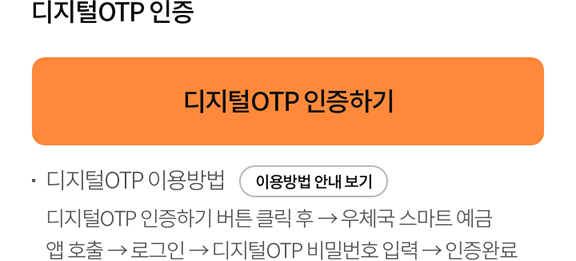 디지털OTP 인증
디지털OTP 인증하기
· 디지털OTP 이용방법 이용방법 안내 보기
디지털OTP 인증하기 버튼 클릭 후 → 우체국 스마트 예금
앱 호출 → 로그인 → 디지털OTP 비밀번호 입력 → 인증완료